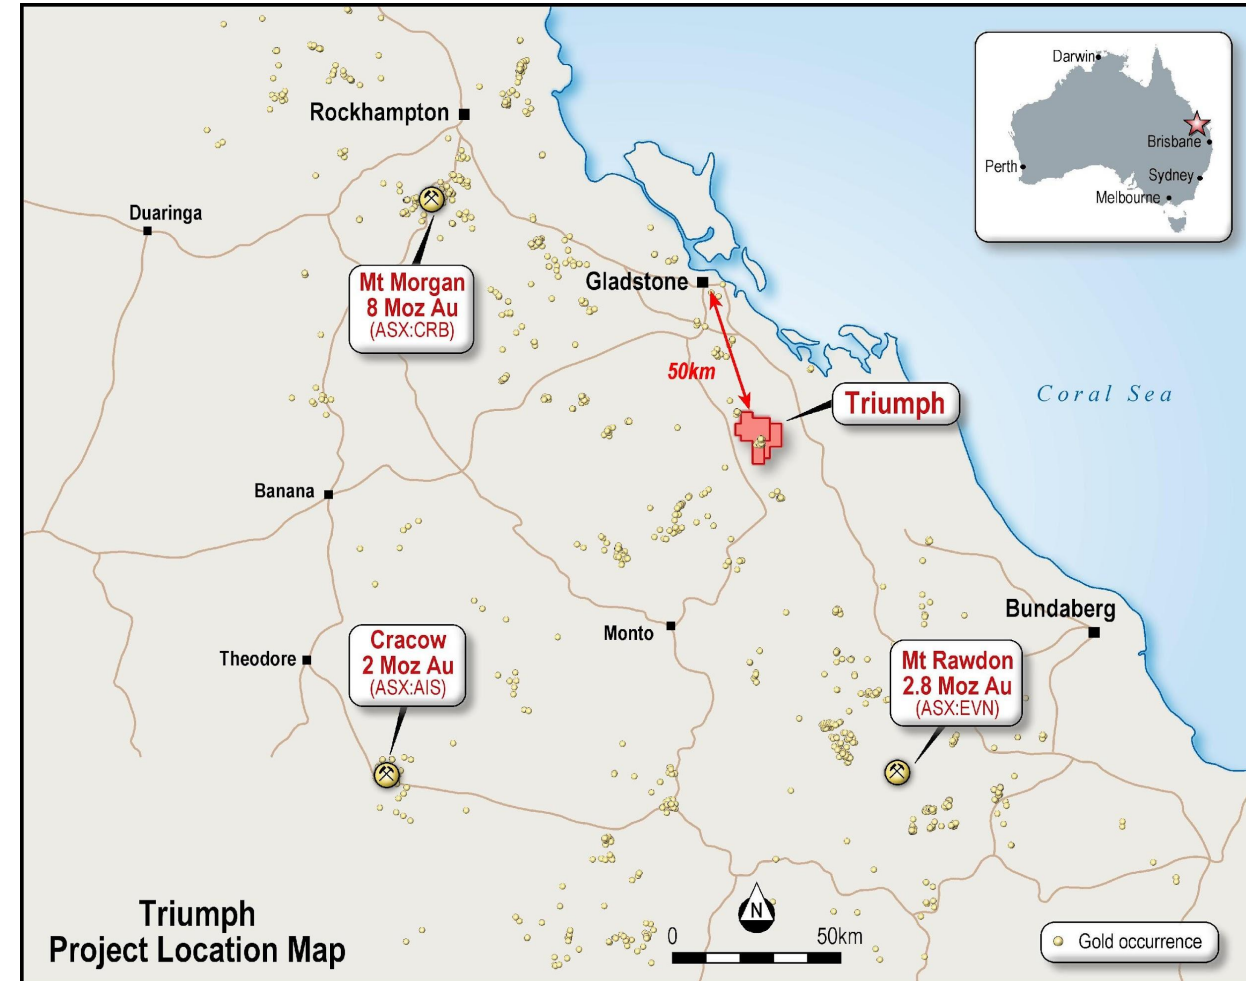 Darwin
Rockhampton
Brisbane
Perth
Sydney
Melbourne
Duaringa
Mt Morgan
8 Moz Au
(ASX:CRB)
Gladstone
50km
Triumph
Coral Sea
Banana
Bundaberg
Monto
Cracow
2 Moz Au
(ASX:AIS)
Theodore
Mt Rawdon
2.8 Moz Au
(ASX:EVN)
Triumph
Project Location Map
N
0 50km
Gold occurrence